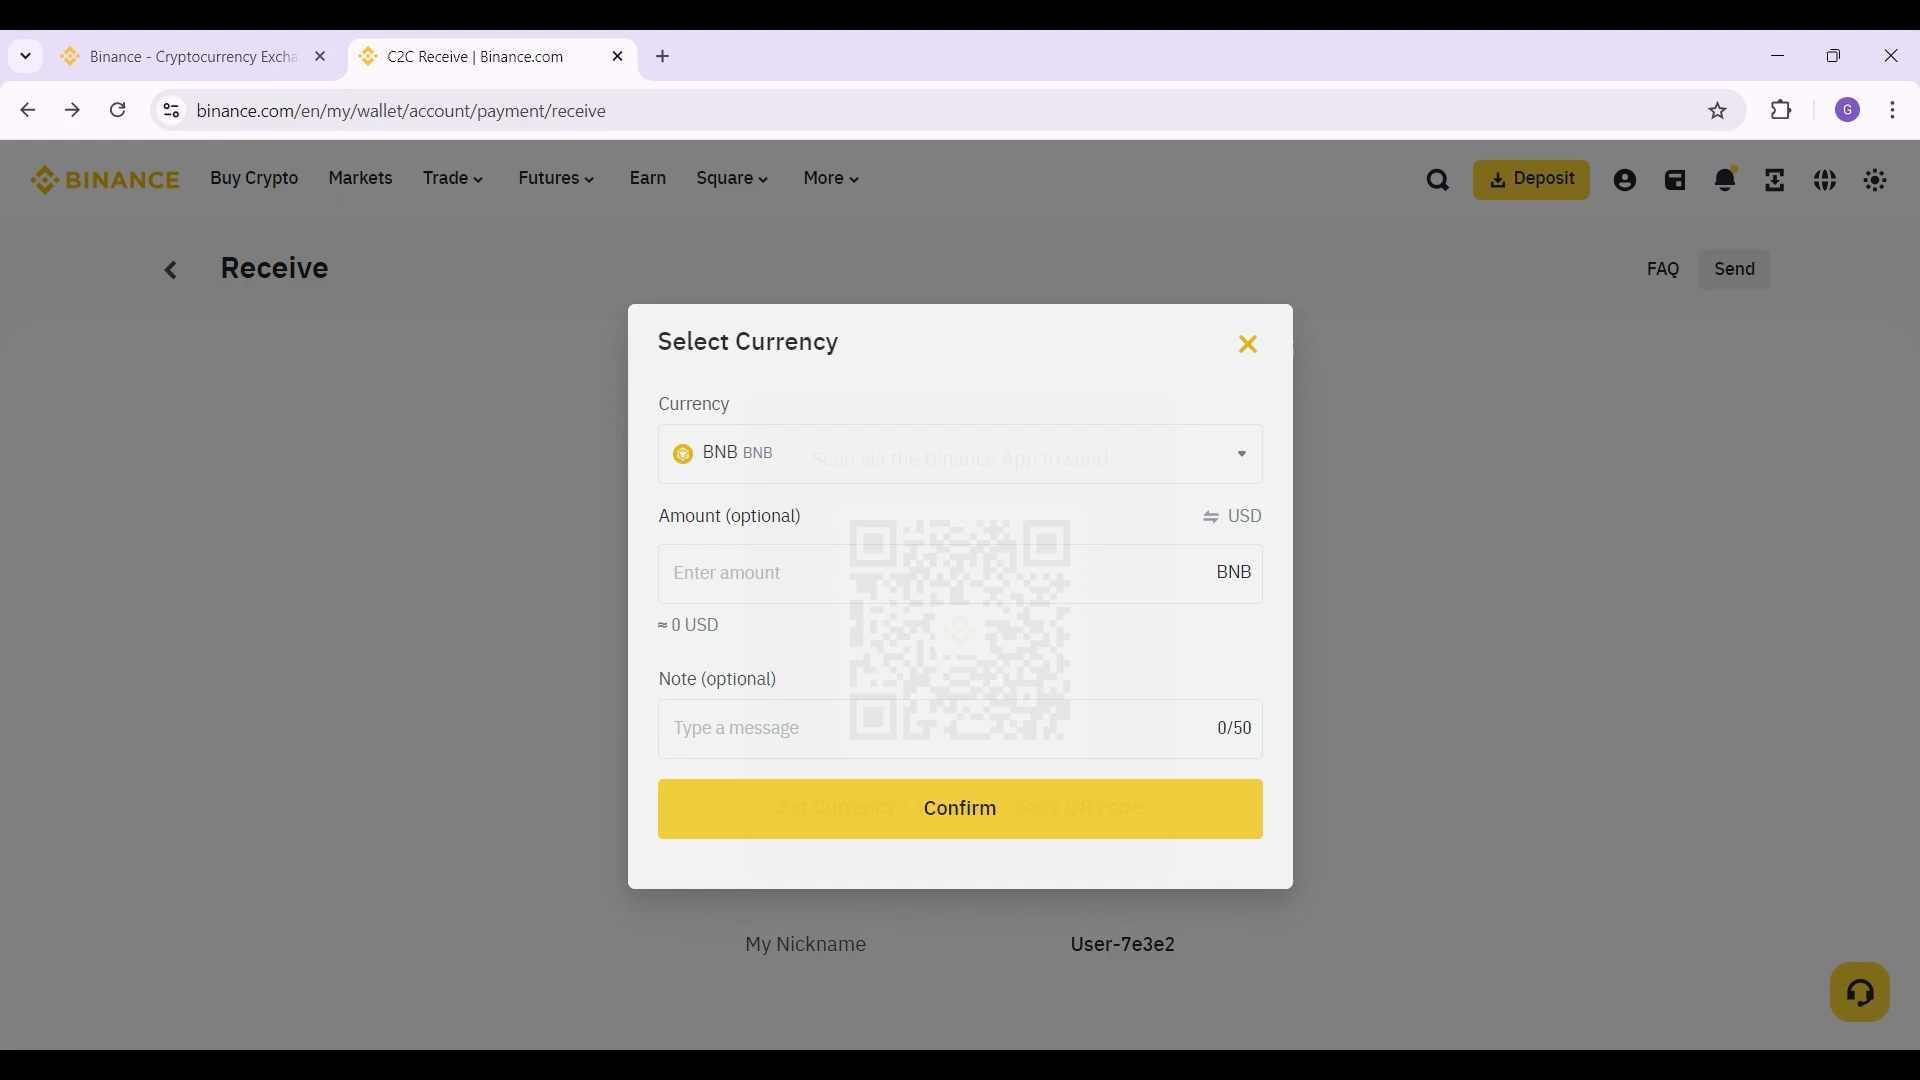 Binance - Cryptocurrency Excha
C2C Receive | Binance.com
binance.com/en/my/wallet/account/payment/receive
G
BINANCE
Buy Crypto
Markets
Trade
Futures
Earn
Square
More
Deposit
Receive
FAQ
Send
Select Currency
Currency
BNB BNB
Scan via the Binance App to send
Amount (optional)
USD
Enter amount
BNB
≈ 0 USD
Note (optional)
Type a message
0/50
Set Currency /
Confirm
Save QR code
My Nickname
User-7e3e2